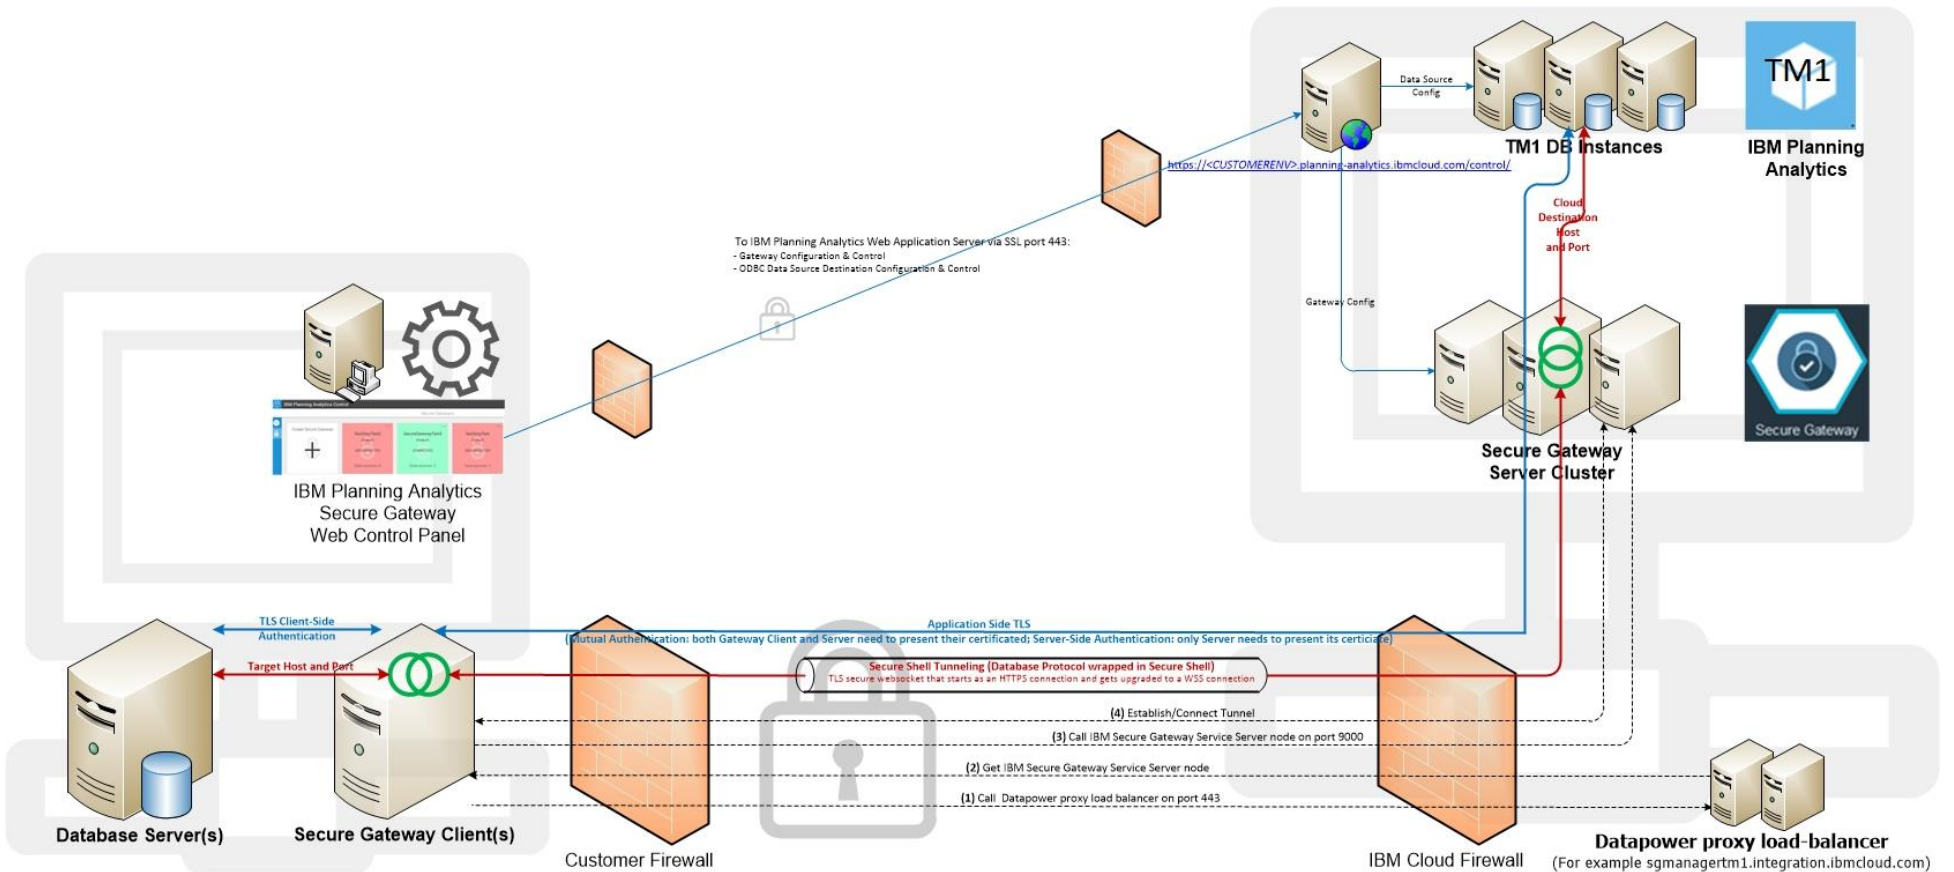 TM1
Data Source
Config
TM1 DB Instances
IBM Planning
Analytics
https://<CUSTOMERENV>.planning-analytics.ibmcloud.com/control/
Cloud
Destination
Host
and Port
To IBM Planning Analytics Web Application Server via SSL port 443:
- Gateway Configuration & Control
- ODBC Data Source Destination Configuration & Control
Gateway Config
Secure Gateway
Secure Gateway
Server Cluster
IBM Planning Analytics Control
IBM Planning Analytics
Secure Gateway
Web Control Panel
TLS Client-Side
Authentication
Application Side TLS
(Mutual Authentication: both Gateway Client and Server need to present their certificated; Server-Side Authentication: only Server needs to present its certiciate)
Target Host and Port
Secure Shell Tunneling (Database Protocol wrapped in Secure Shell)
TLS secure websocket that starts as an HTTPS connection and gets upgraded to a WSS connection
(4) Establish/Connect Tunnel
(3) Call IBM Secure Gateway Service Server node on port 9000
(2) Get IBM Secure Gateway Service Server node
(1) Call Datapower proxy load balancer on port 443
Database Server(s)
Secure Gateway Client(s)
Customer Firewall
IBM Cloud Firewall
Datapower proxy load-balancer
(For example sgmanagertm1.integration.ibmcloud.com)